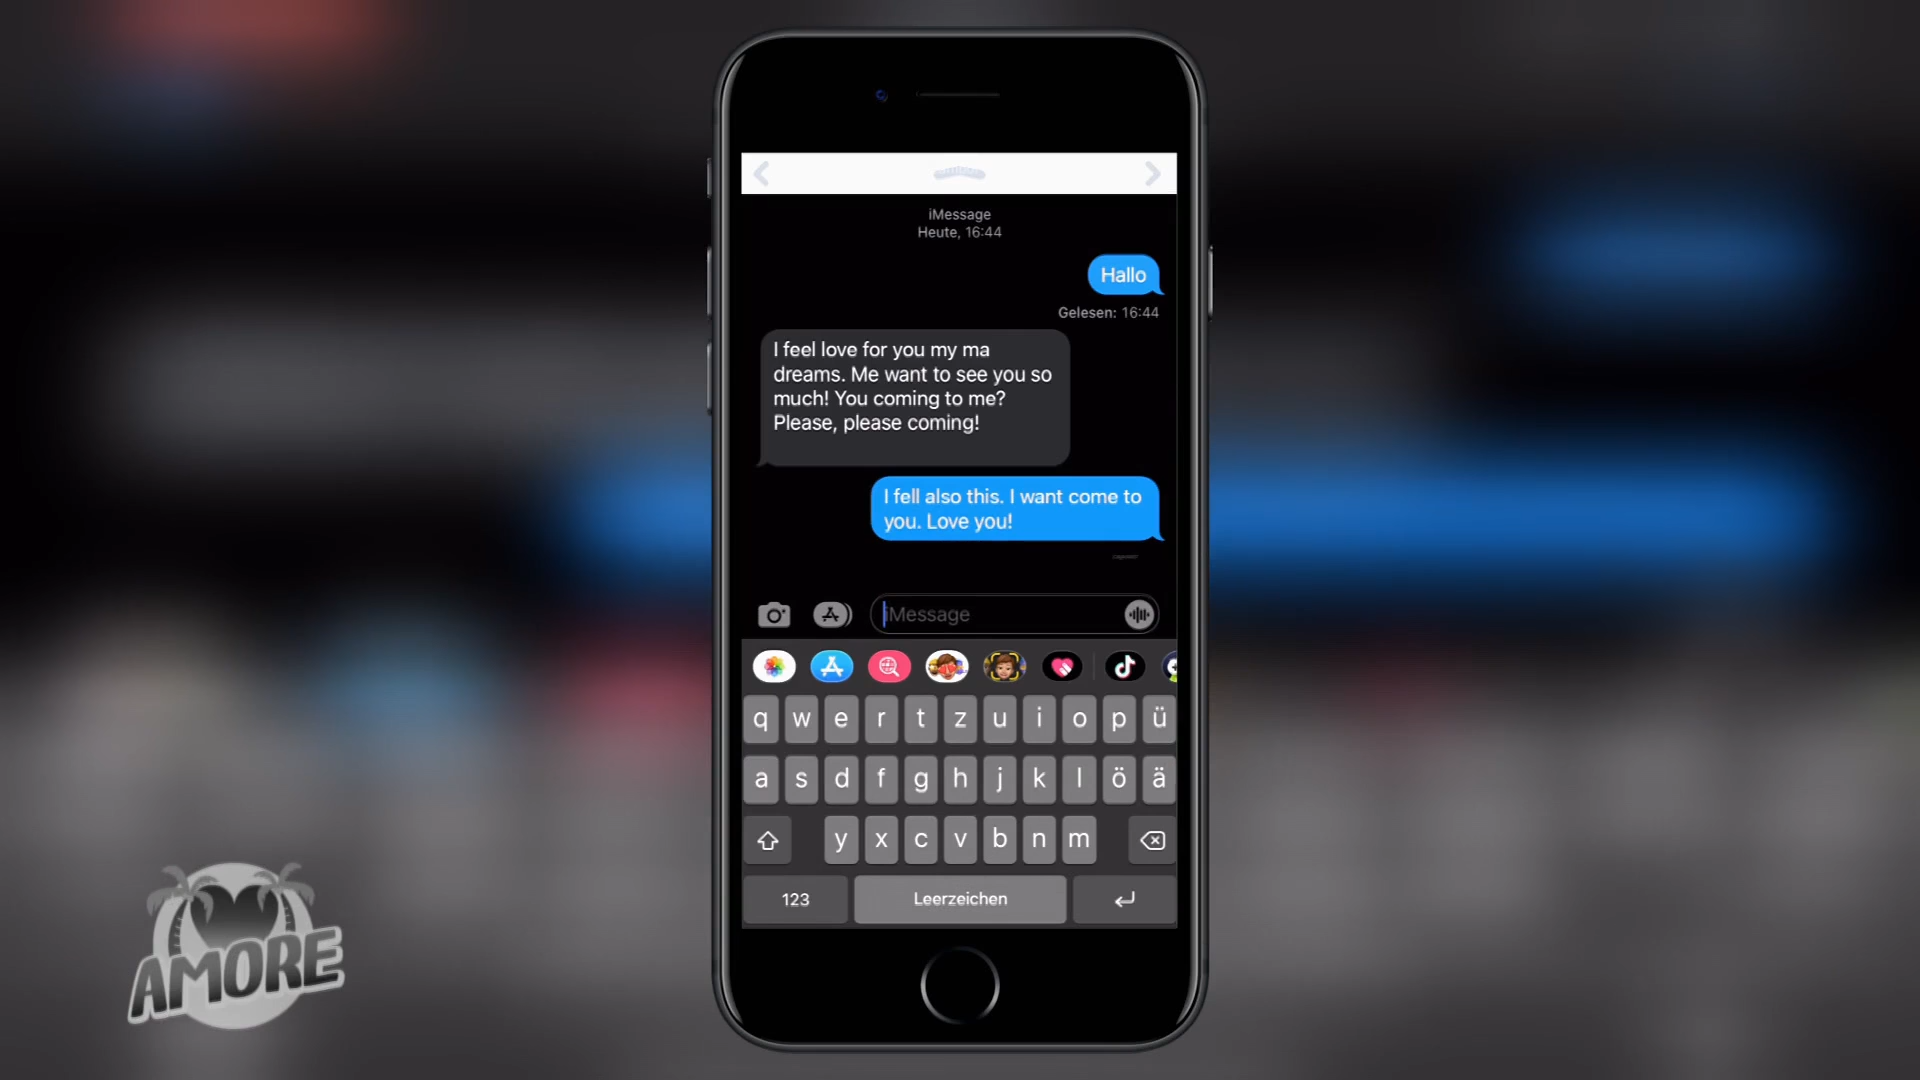 iMessage
Heute, 16:44
Hallo
Gelesen: 16:44
I feel love for you my ma
dreams. Me want to see you so
much! You coming to me?
Please, please coming!
I fell also this. I want come to
you. Love you!
iMessage
q w e r t z u i o p ü
a s d f g h j k l ö ä
y x c v b n m
123 Leerzeichen
AMORE